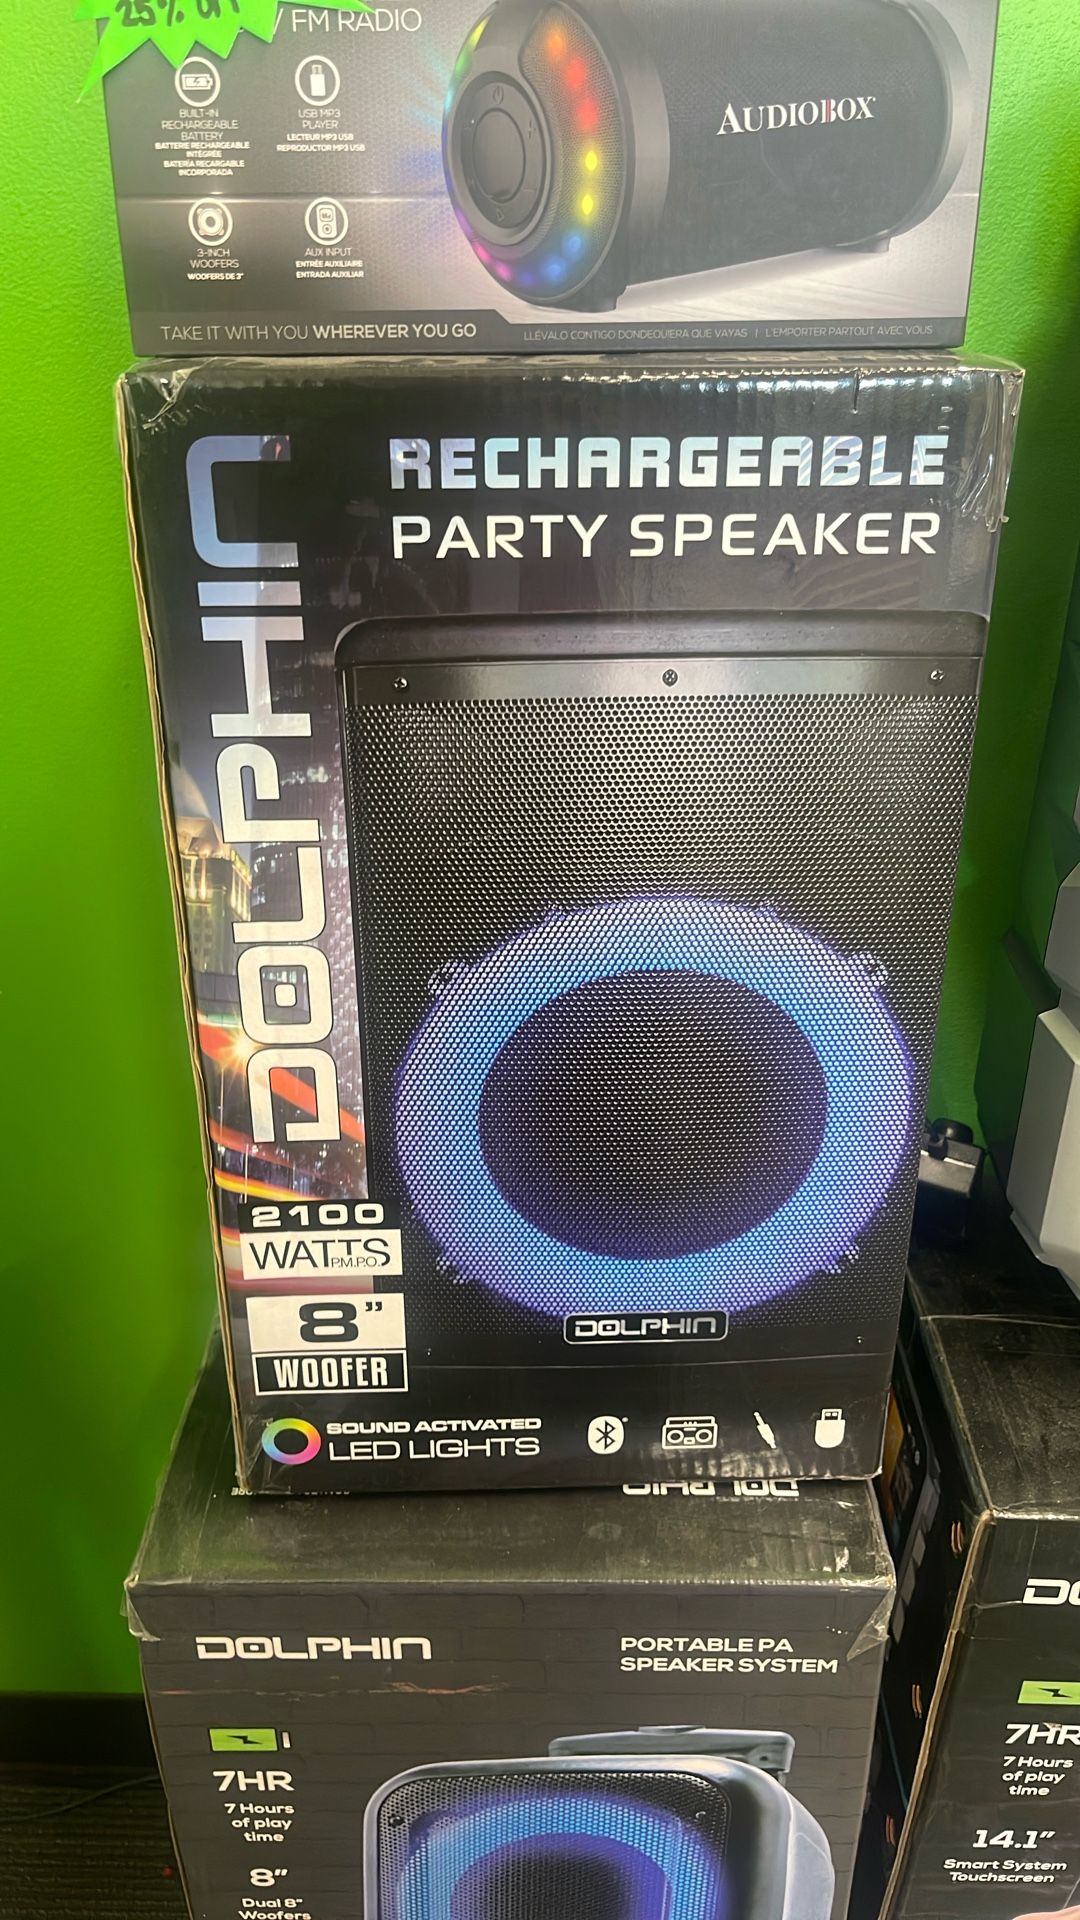 25% off
/ FM RADIO
BUILT-IN
RECHARGEABLE
BATTERY
BATTERIE RECHARGEABLE
INTÉGRÉE
BATERÍA RECARGABLE
INCORPORADA
USB MP3
PLAYER
LECTEUR MP3 USB
REPRODUCTOR MP3 USB
3-INCH
WOOFERS
WOOFERS DE 3"
AUX INPUT
ENTRÉE AUXILIAIRE
ENTRADA AUXILIAR
AUDIOBOX
TAKE IT WITH YOU WHEREVER YOU GO
LLÉVALO CONTIGO DONDEQUIERA QUE VAYAS | L'EMPORTER PARTOUT AVEC VOUS
DOLPHIN
RECHARGEABLE
PARTY SPEAKER
DOLPHIN
2100
WATTS
P.M.P.O.
8"
WOOFER
DOLPHIN
SOUND ACTIVATED
LED LIGHTS
DOLPHIN
DOLPHIN
PORTABLE PA
SPEAKER SYSTEM
7HR
7 Hours
of play
time
8"
Dual 8"
Woofers
DO
7HR
7 Hours
of play
time
14.1"
Smart System
Touchscreen